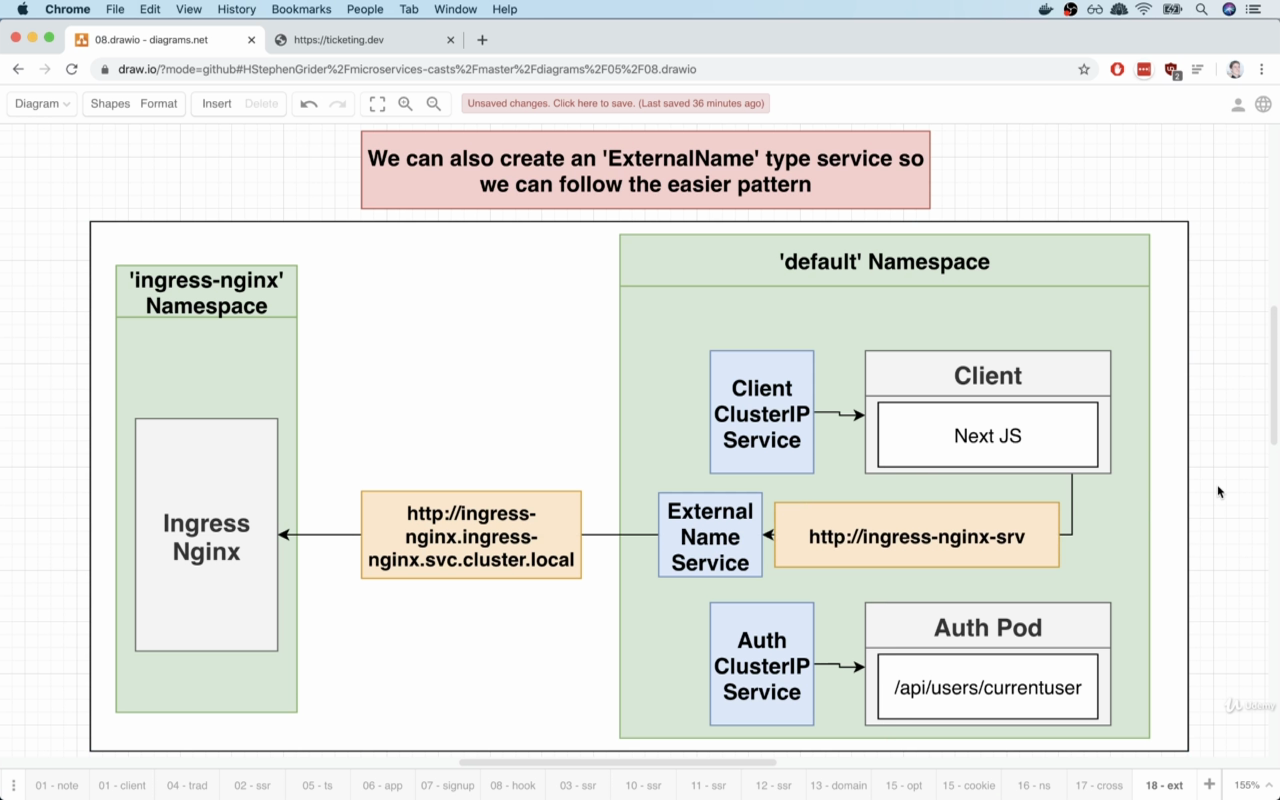 Chrome File Edit View History Bookmarks People Tab Window Help
08.drawio - diagrams.net
https://ticketing.dev
draw.io/?mode=github#HStephenGrider%2Fmicroservices-casts%2Fmaster%2Fdiagrams%2F05%2F08.drawio
2
Diagram Shapes Format Insert Delete Unsaved changes. Click here to save. (Last saved 36 minutes ago)
We can also create an 'ExternalName' type service so
we can follow the easier pattern
'ingress-nginx'
Namespace
'default' Namespace
Client
ClusterIP
Service
Client
Next JS
Ingress
Nginx
http://ingress-
nginx.ingress-
nginx.svc.cluster.local
External
Name
Service
http://ingress-nginx-srv
Auth
ClusterIP
Service
Auth Pod
/api/users/currentuser
Udemy
01 - note 01 - client 04 - trad 02 - ssr 05 - ts 06 - app 07 - signup 08 - hook 03 - ssr 10 - ssr 11 - ssr 12 - ssr 13 - domain 15 - opt 15 - cookie 16 - ns 17 - cross 18 - ext 155%